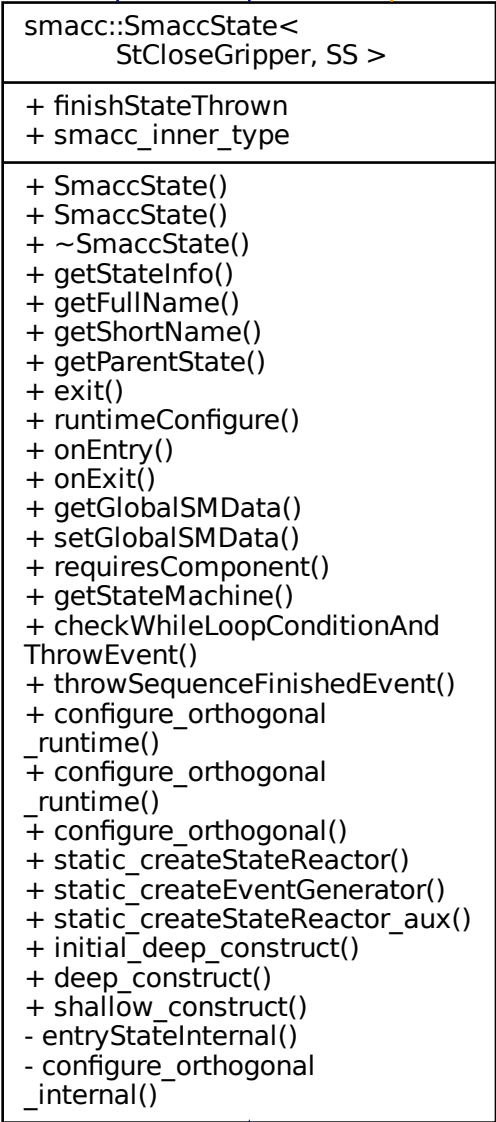 smacc::SmaccState<
StCloseGripper, SS >
+ finishStateThrown
+ smacc_inner_type
+ SmaccState()
+ SmaccState()
+ ~SmaccState()
+ getStateInfo()
+ getFullName()
+ getShortName()
+ getParentState()
+ exit()
+ runtimeConfigure()
+ onEntry()
+ onExit()
+ getGlobalSMData()
+ setGlobalSMData()
+ requiresComponent()
+ getStateMachine()
+ checkWhileLoopConditionAnd
ThrowEvent()
+ throwSequenceFinishedEvent()
+ configure_orthogonal
_runtime()
+ configure_orthogonal
_runtime()
+ configure_orthogonal()
+ static_createStateReactor()
+ static_createEventGenerator()
+ static_createStateReactor_aux()
+ initial_deep_construct()
+ deep_construct()
+ shallow_construct()
- entryStateInternal()
- configure_orthogonal
_internal()